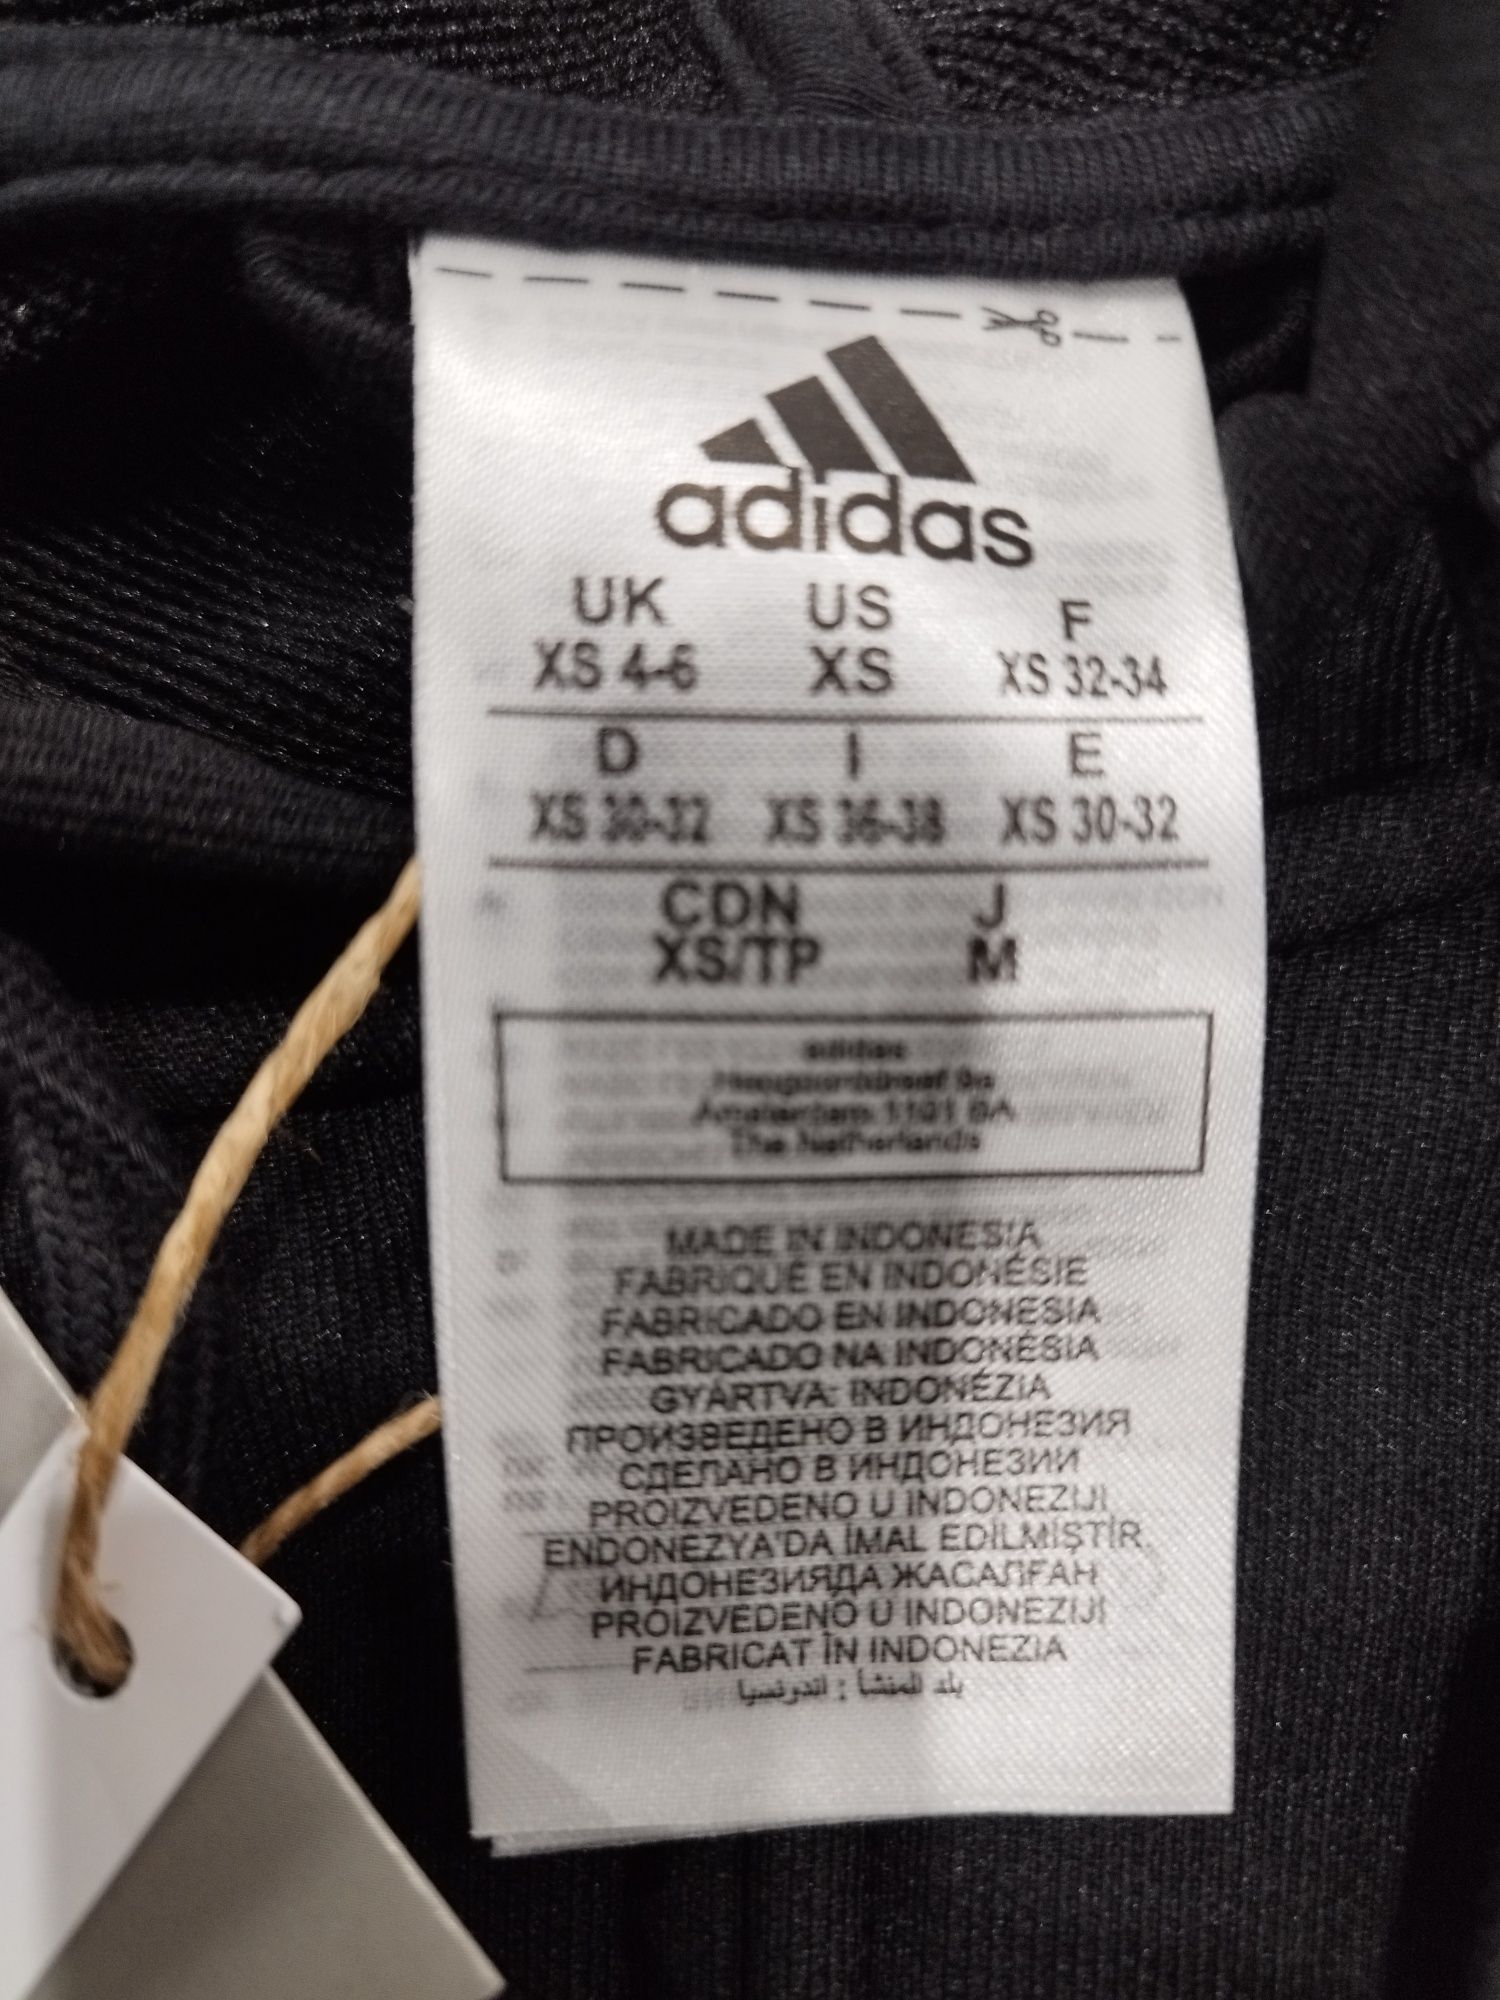 adidas
UK US F
XS 4-6 XS XS 32-34
D I E
XS 30-32 XS 36-38 XS 30-32
CDN J
XS/TP M
adidas
Amsterdam 1101 BA
The Netherlands
MADE IN INDONESIA
FABRIQUÉ EN INDONÉSIE
FABRICADO EN INDONESIA
FABRICADO NA INDONÉSIA
GYÁRTVA: INDONÉZIA
ПРОИЗВЕДЕНО В ИНДОНЕЗИЯ
СДЕЛАНО В ИНДОНЕЗИИ
PROIZVEDENO U INDONEZIJI
ENDONEZYA'DA İMAL EDİLMİŞTİR.
ИНДОНЕЗИЯДА ЖАСАЛҒАН
PROIZVEDENO U INDONEZIJI
FABRICAT ÎN INDONEZIA
بلد المنشأ : اندونسيا